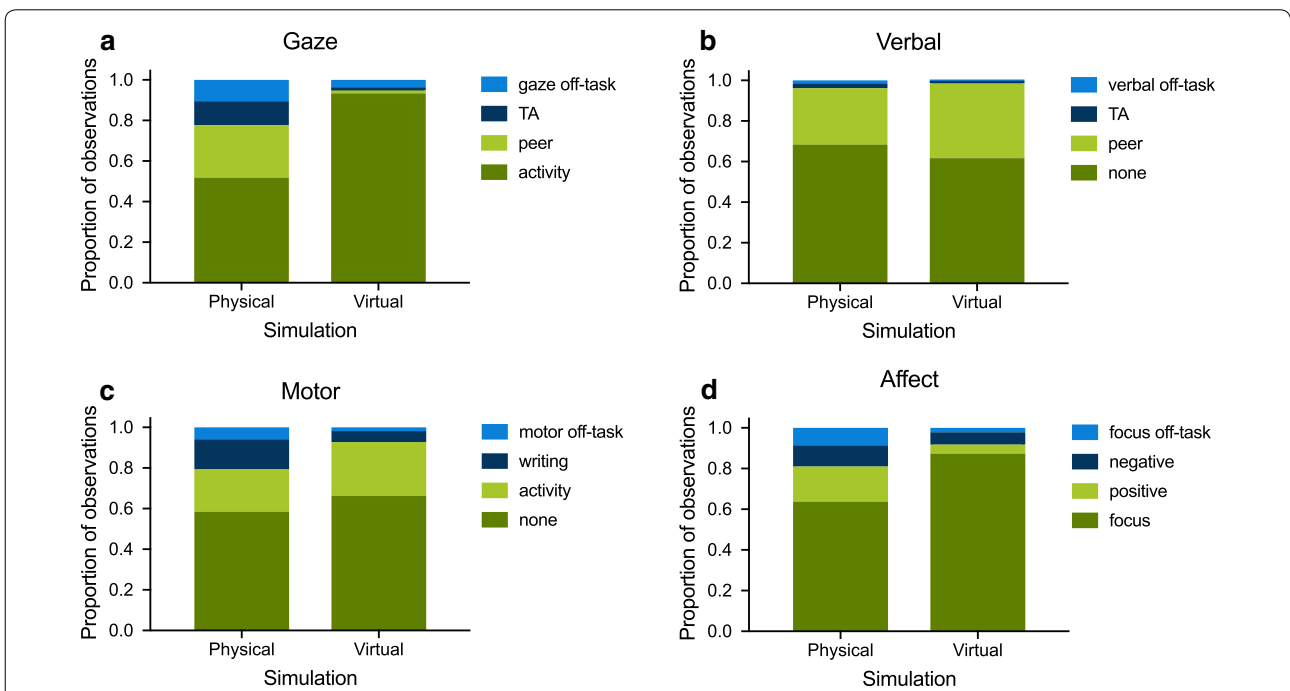 a
Gaze
Proportion of observations
1.0
0.8
0.6
0.4
0.2
0.0
Physical
Virtual
Simulation
gaze off-task
TA
peer
activity
b
Verbal
Proportion of observations
1.0
0.8
0.6
0.4
0.2
0.0
Physical
Virtual
Simulation
verbal off-task
TA
peer
none
c
Motor
Proportion of observations
1.0
0.8
0.6
0.4
0.2
0.0
Physical
Virtual
Simulation
motor off-task
writing
activity
none
d
Affect
Proportion of observations
1.0
0.8
0.6
0.4
0.2
0.0
Physical
Virtual
Simulation
focus off-task
negative
positive
focus